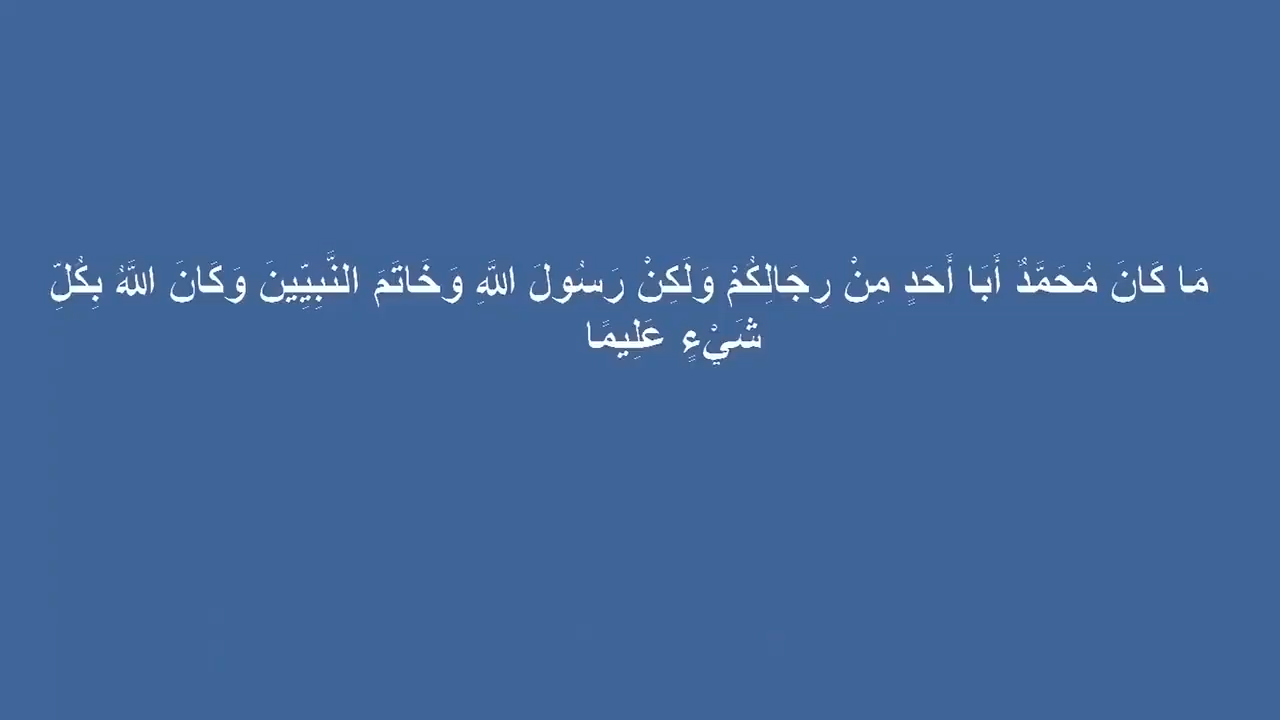 مَا كَانَ مُحَمَّدٌ أَبَا أَحَدٍ مِنْ رِجَالِكُمْ وَلَكِنْ رَسُولَ اللَّهِ وَخَاتَمَ النَّبِيِّينَ وَكَانَ اللَّهُ بِكُلِّ
شَيْءٍ عَلِيمًا